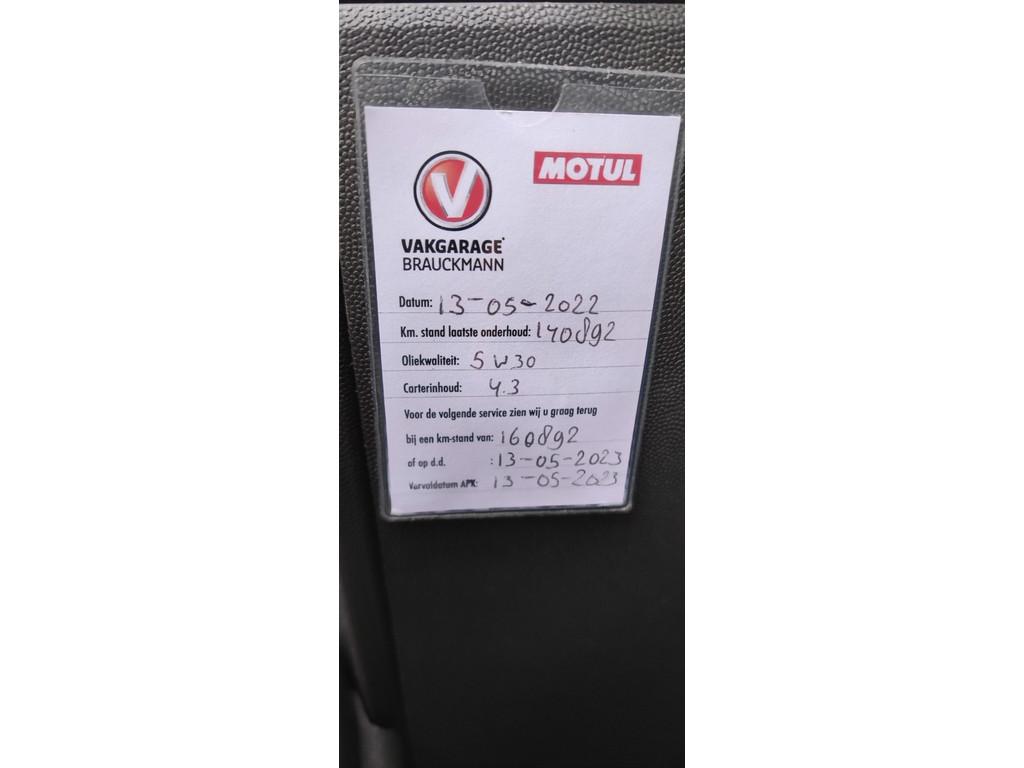 V
MOTUL
VAKGARAGE
BRAUCKMANN
Datum: 13-05-2022
Km. stand laatste onderhoud: 140892
Oliekwaliteit: 5W30
Carterinhoud: 4.3
Voor de volgende service zien wij u graag terug
bij een km-stand van: 160892
of op d.d. : 13-05-2023
Vervaldatum APK: 13-05-2023